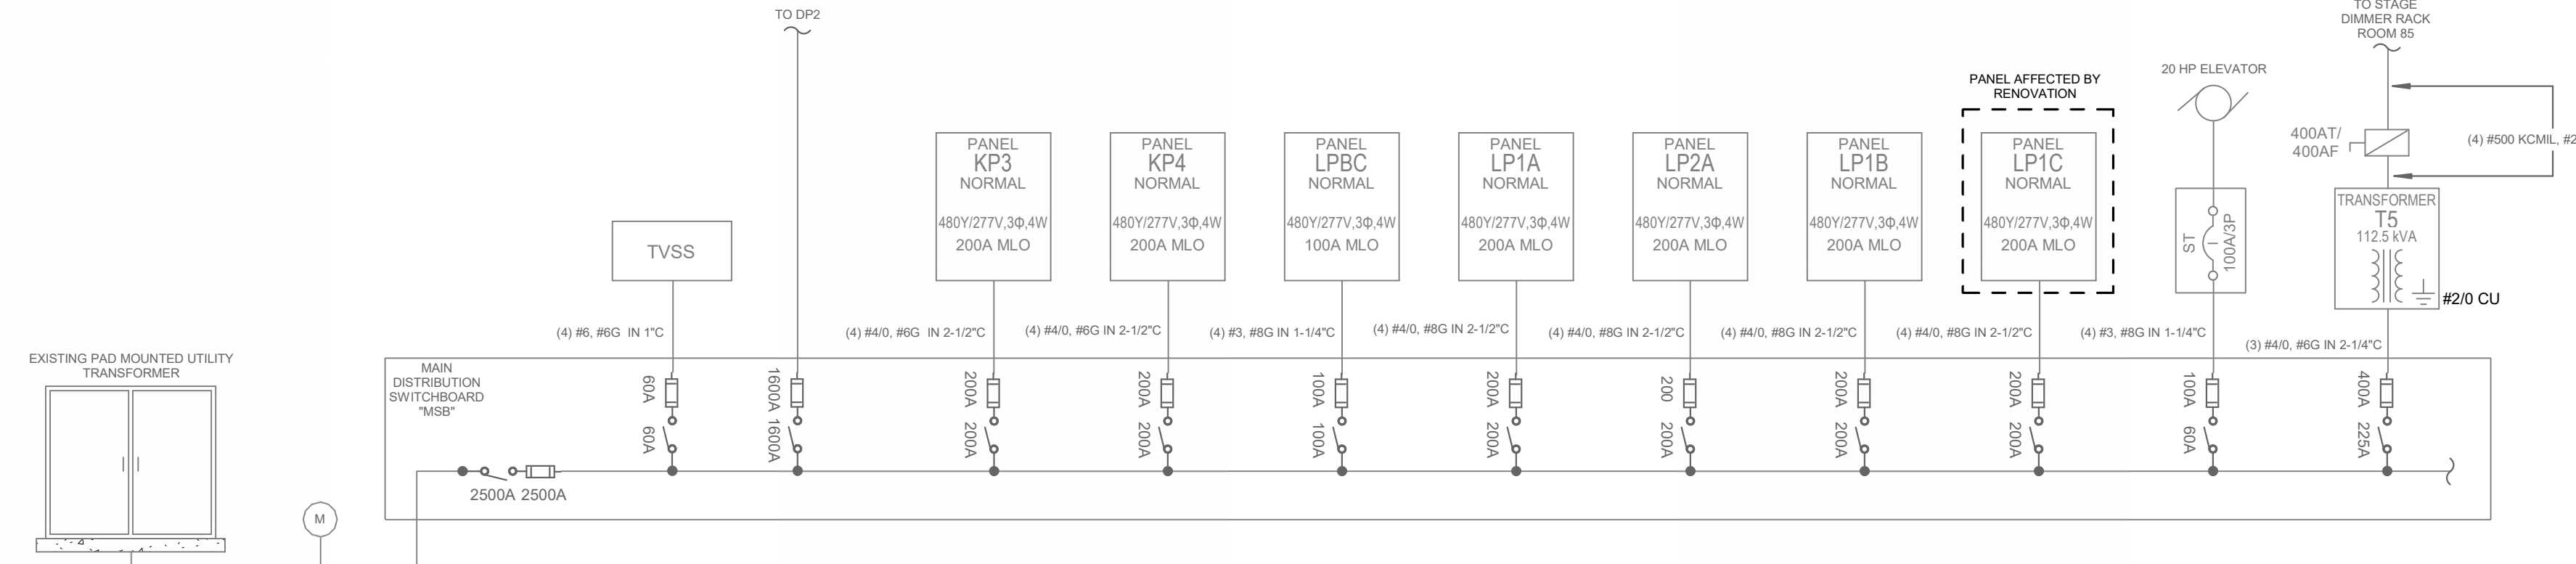 TO DP2
TO STAGE
DIMMER RACK
ROOM 85
20 HP ELEVATOR
PANEL AFFECTED BY
RENOVATION
400AT/
400AF
(4) #500 KCMIL, #2
PANEL
KP3
NORMAL
480Y/277V,3Φ,4W
200A MLO
PANEL
KP4
NORMAL
480Y/277V,3Φ,4W
200A MLO
PANEL
LPBC
NORMAL
480Y/277V,3Φ,4W
100A MLO
PANEL
LP1A
NORMAL
480Y/277V,3Φ,4W
200A MLO
PANEL
LP2A
NORMAL
480Y/277V,3Φ,4W
200A MLO
PANEL
LP1B
NORMAL
480Y/277V,3Φ,4W
200A MLO
PANEL
LP1C
NORMAL
480Y/277V,3Φ,4W
200A MLO
ST
100A/3P
TRANSFORMER
T5
112.5 kVA
#2/0 CU
TVSS
(4) #6, #6G IN 1"C
(4) #4/0, #6G IN 2-1/2"C
(4) #4/0, #6G IN 2-1/2"C
(4) #3, #8G IN 1-1/4"C
(4) #4/0, #8G IN 2-1/2"C
(4) #4/0, #8G IN 2-1/2"C
(4) #4/0, #8G IN 2-1/2"C
(4) #4/0, #8G IN 2-1/2"C
(4) #3, #8G IN 1-1/4"C
(3) #4/0, #6G IN 2-1/4"C
EXISTING PAD MOUNTED UTILITY
TRANSFORMER
MAIN
DISTRIBUTION
SWITCHBOARD
"MSB"
60A
60A
1600A
1600A
200A
200A
200A
200A
100A
100A
200A
200A
200
200A
200A
200A
200A
200A
100A
60A
400A
225A
2500A 2500A
M